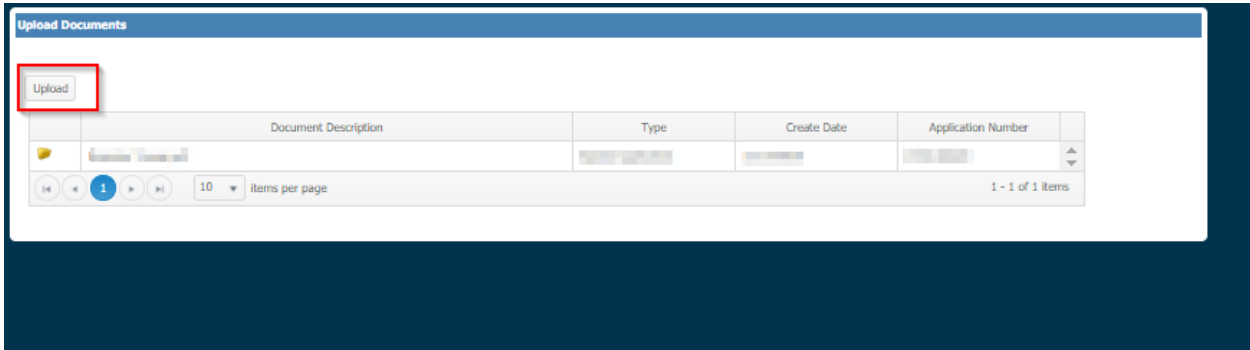 Upload Documents
Upload
Document Description Type Create Date Application Number
1 10 items per page 1 - 1 of 1 items